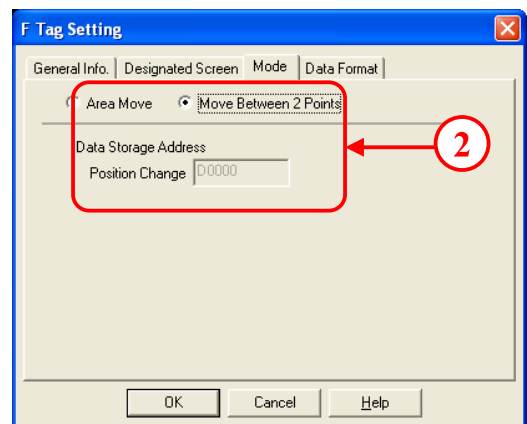 F Tag Setting
General Info. Designated Screen Mode Data Format
Area Move Move Between 2 Points
Data Storage Address
Position Change D0000
2
OK Cancel Help